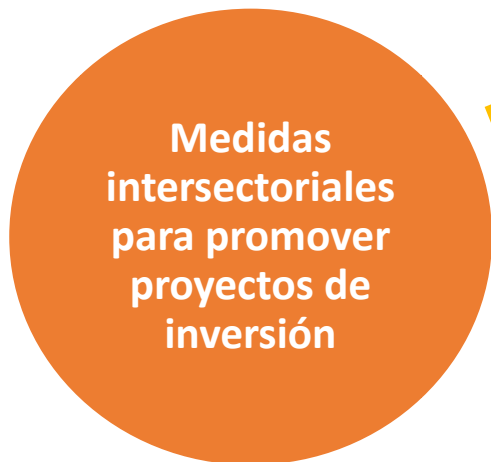 Medidas
intersectoriales
para promover
proyectos de
inversión